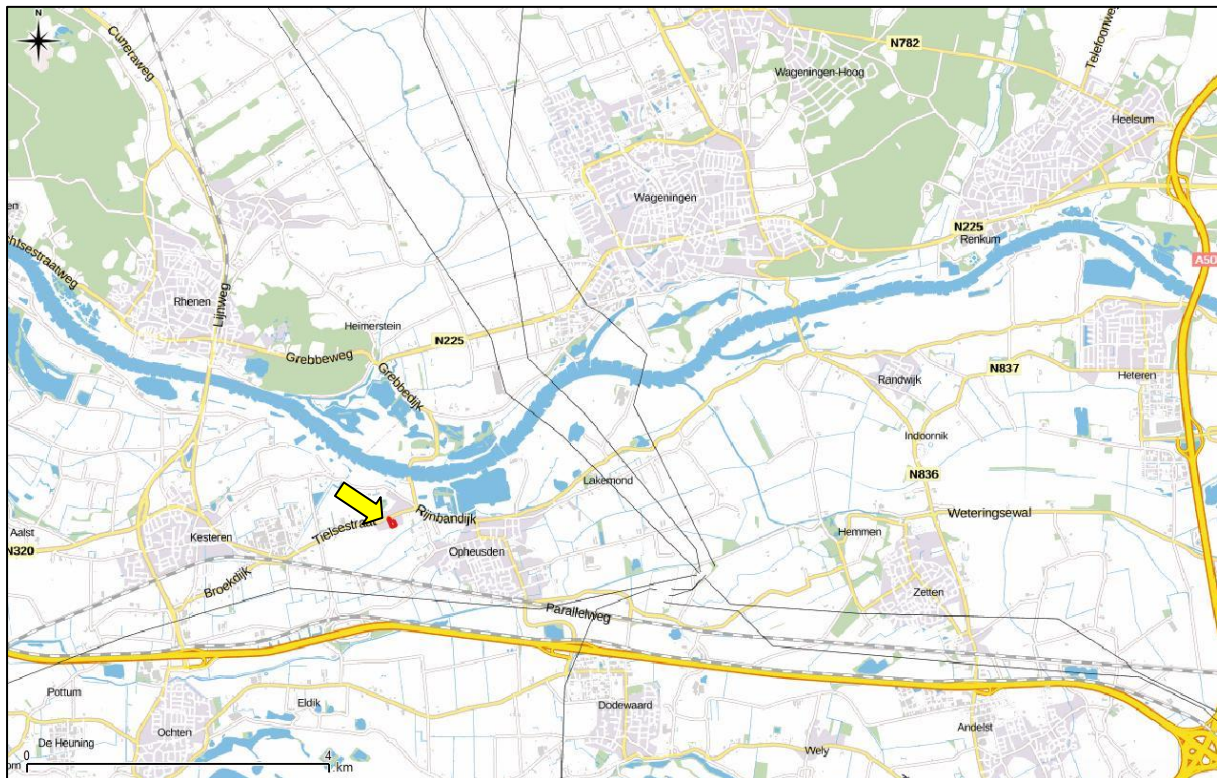 N
Cuneraweg
N782
Telefoonweg
Wageningen-Hoog
Heelsum
Wageningen
N225
Renkum
A50
chtsestraatweg
Rhenen
Lijnweg
Heimerstein
Grebbeweg
N225
Grebbedijk
Randwijk
N837
Heteren
Indoornik
N836
Lakemond
Rijnbandijk
Tielsestraat
Weteringsewal
Aalst
N320
Kesteren
Opheusden
Hemmen
Broekdijk
Zetten
Parallelweg
Pottum
Eldik
Dodewaard
Ochten
Andelst
De Heuning
Wely
0
4
km